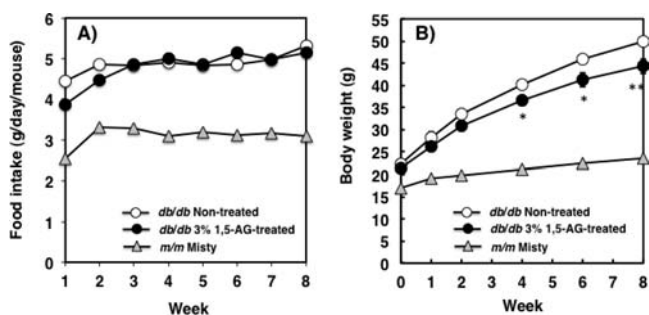 A)
Food intake (g/day/mouse)
6
5
4
3
2
1
0
db/db Non-treated
db/db 3% 1,5-AG-treated
m/m Misty
1 2 3 4 5 6 7 8
Week
B)
Body weight (g)
55
50
45
40
35
30
25
20
15
10
5
0
*
*
**
db/db Non-treated
db/db 3% 1,5-AG-treated
m/m Misty
0 1 2 4 6 8
Week